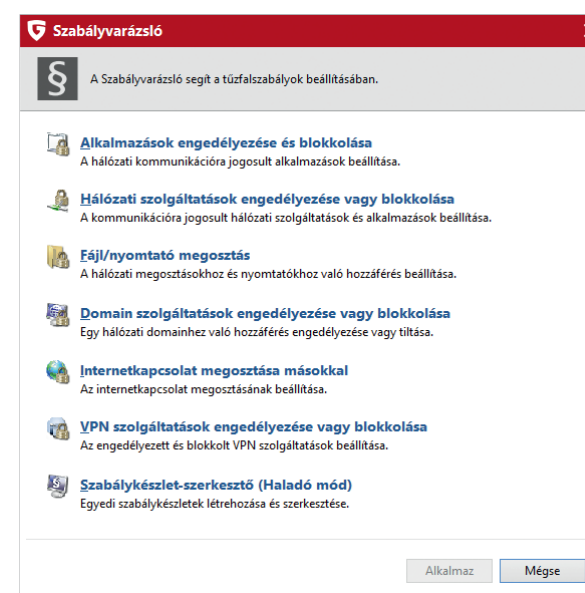 Szabályvarázsló
A Szabályvarázsló segít a tűzfalszabályok beállításában.
Alkalmazások engedélyezése és blokkolása
A hálózati kommunikációra jogosult alkalmazások beállítása.
Hálózati szolgáltatások engedélyezése vagy blokkolása
A kommunikációra jogosult hálózati szolgáltatások és alkalmazások beállítása.
Fájl/nyomtató megosztás
A hálózati megosztásokhoz és nyomtatókhoz való hozzáférés beállítása.
Domain szolgáltatások engedélyezése vagy blokkolása
Egy hálózati domainhez való hozzáférés engedélyezése vagy tiltása.
Internetkapcsolat megosztása másokkal
Az internetkapcsolat megosztásának beállítása.
VPN szolgáltatások engedélyezése vagy blokkolása
Az engedélyezett és blokkolt VPN szolgáltatások beállítása.
Szabálykészlet-szerkesztő (Haladó mód)
Egyedi szabálykészletek létrehozása és szerkesztése.
Alkalmaz
Mégse